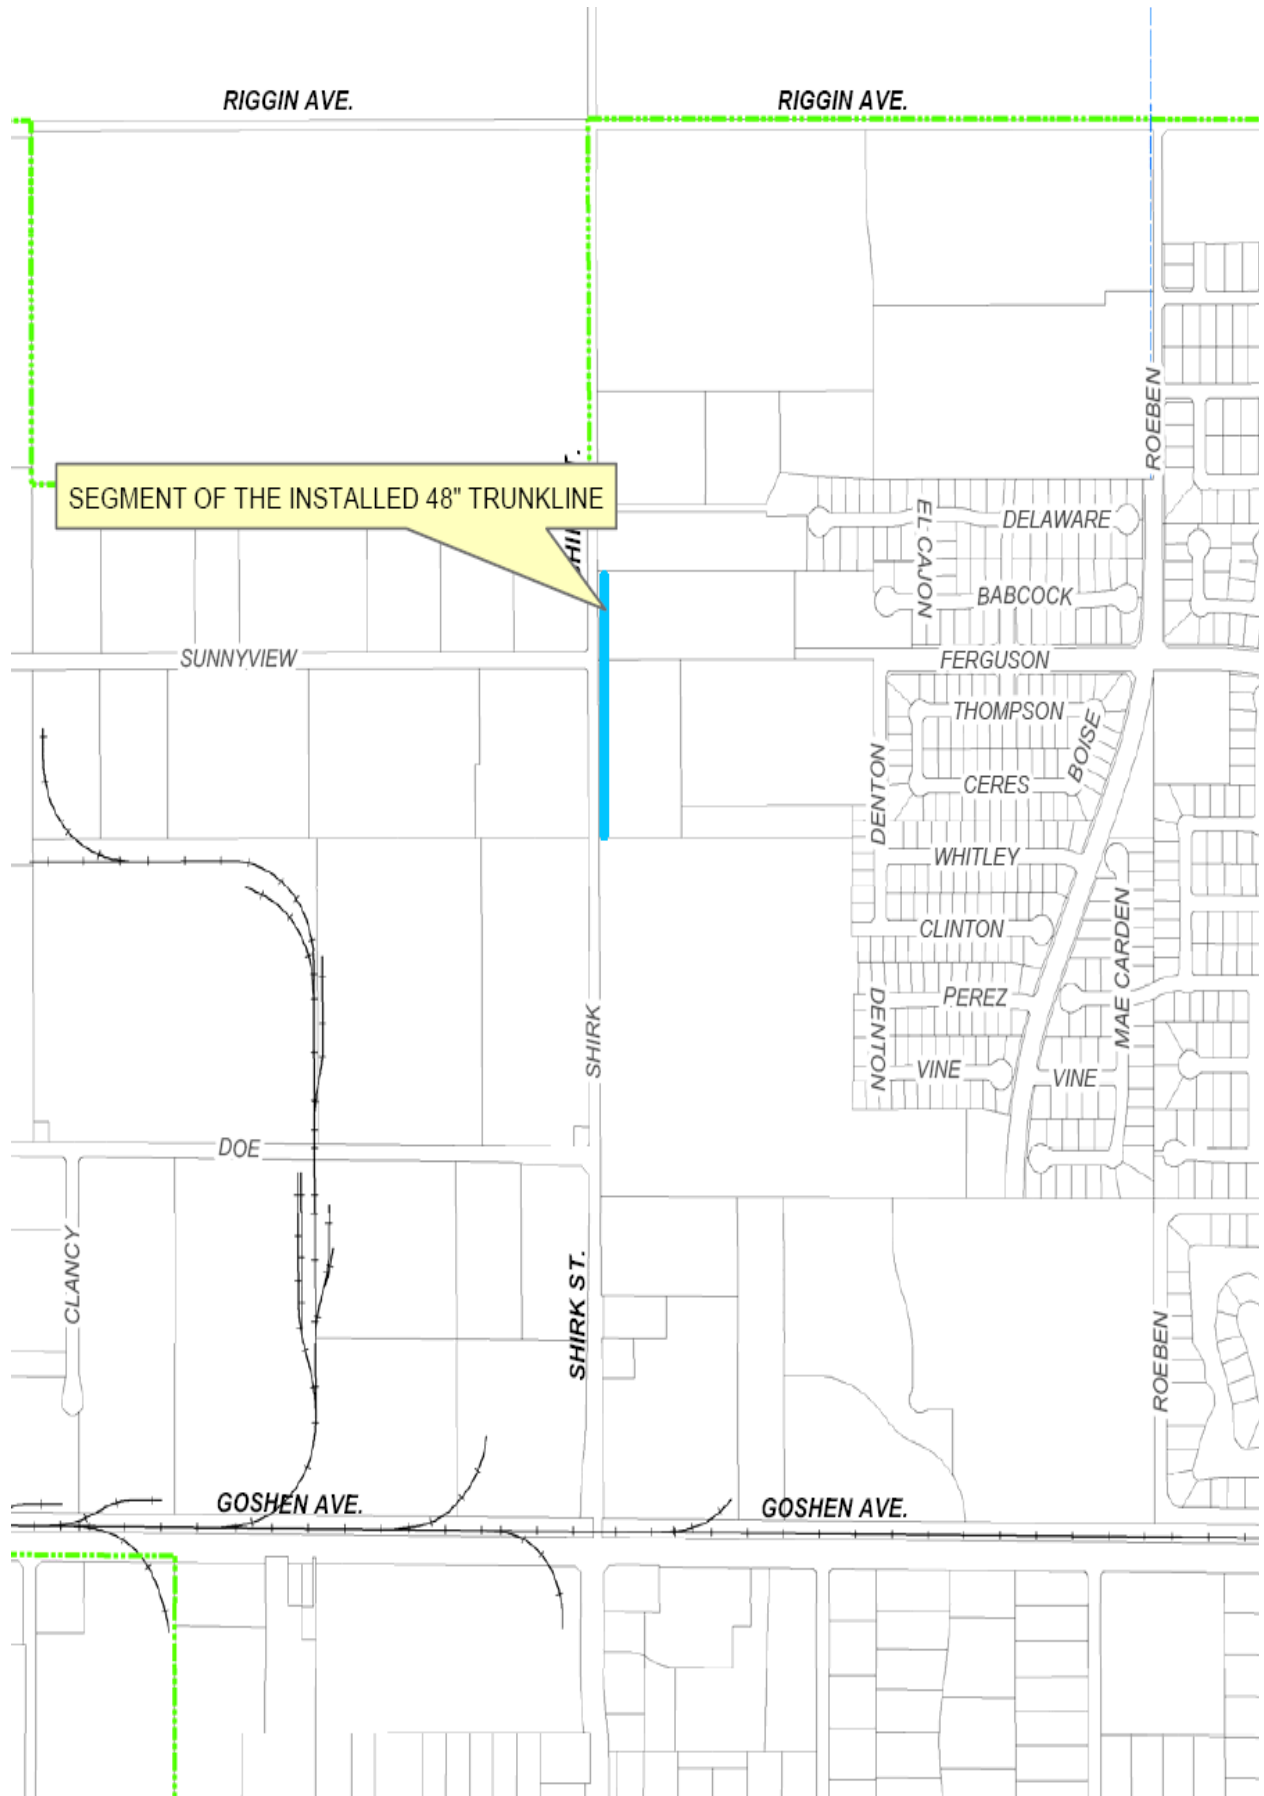 RIGGIN AVE.
RIGGIN AVE.
ROEBEN
SEGMENT OF THE INSTALLED 48" TRUNKLINE
EL CAJON
DELAWARE
BABCOCK
SUNNYVIEW
FERGUSON
THOMPSON
BOISE
DENTON
CERES
WHITLEY
MAE CARDEN
CLINTON
PEREZ
DENTON
SHIRK
VINE
VINE
DOE
CLANCY
SHIRK ST.
ROEBEN
GOSHEN AVE.
GOSHEN AVE.